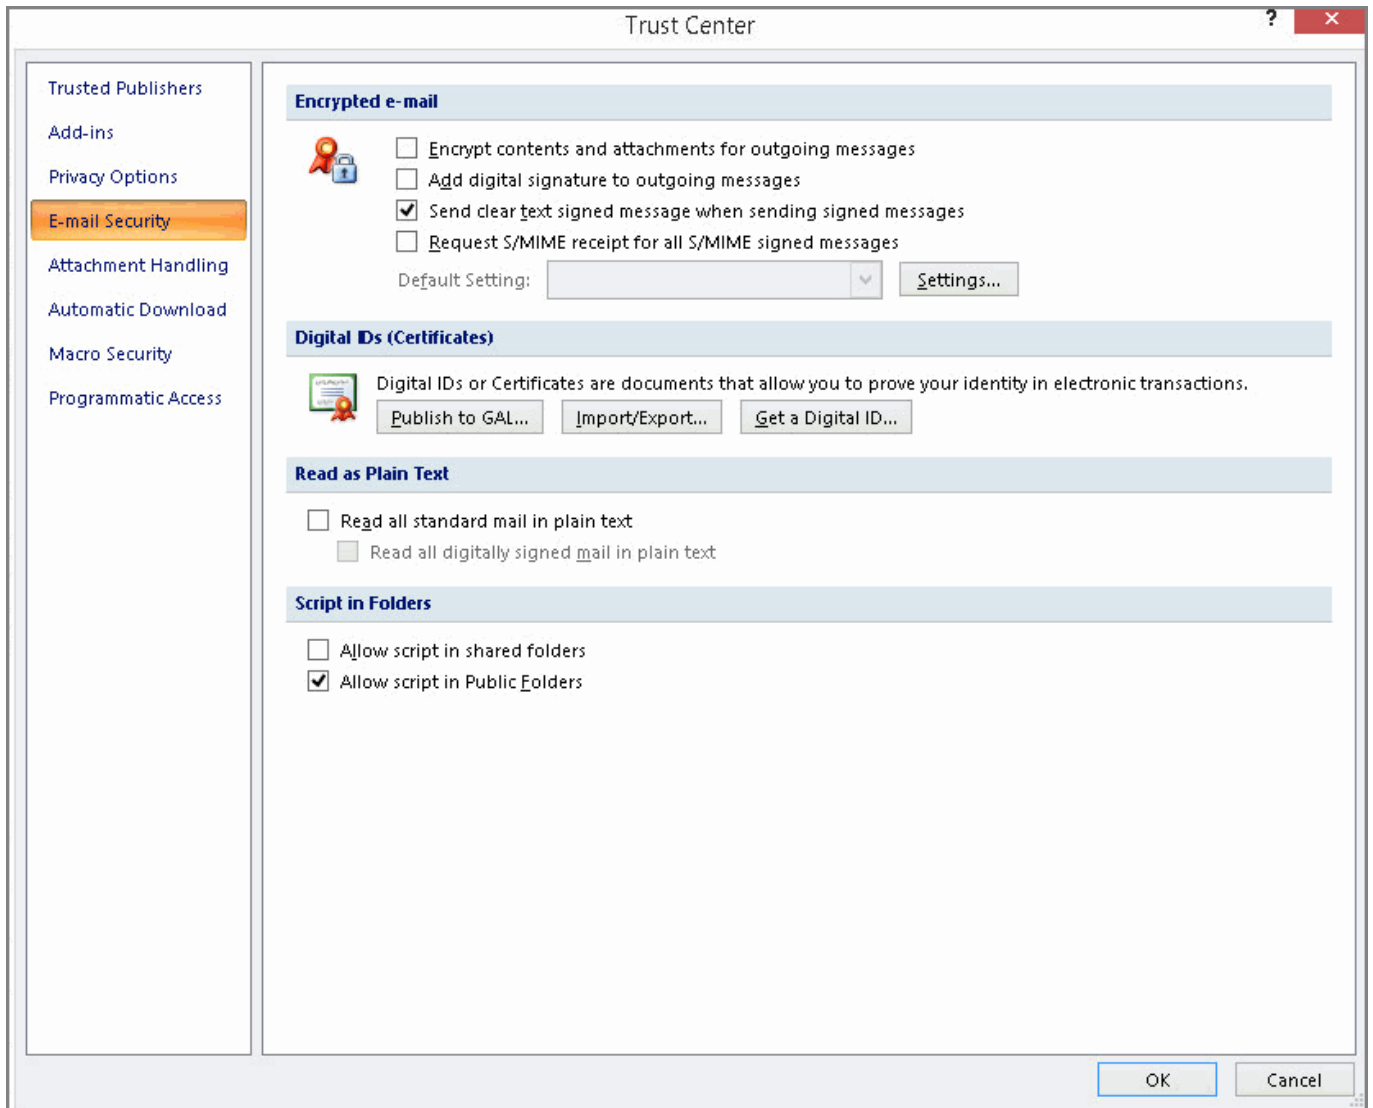 Trust Center
?
Trusted Publishers
Add-ins
Privacy Options
E-mail Security
Attachment Handling
Automatic Download
Macro Security
Programmatic Access
Encrypted e-mail
Encrypt contents and attachments for outgoing messages
Add digital signature to outgoing messages
Send clear text signed message when sending signed messages
Request S/MIME receipt for all S/MIME signed messages
Default Setting:
Settings...
Digital IDs (Certificates)
Digital IDs or Certificates are documents that allow you to prove your identity in electronic transactions.
Publish to GAL... Import/Export... Get a Digital ID...
Read as Plain Text
Read all standard mail in plain text
Read all digitally signed mail in plain text
Script in Folders
Allow script in shared folders
Allow script in Public Folders
OK Cancel